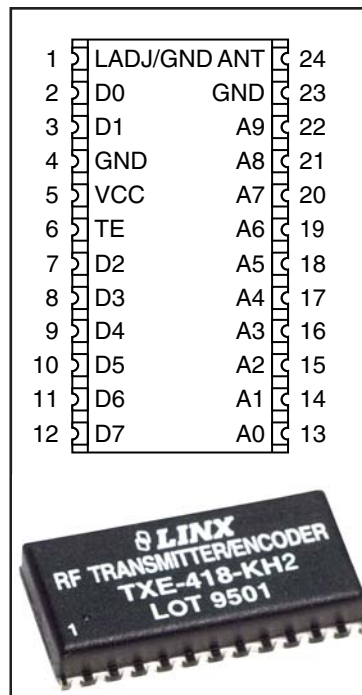 1 LADJ/GND ANT 24
2 D0 GND 23
3 D1 A9 22
4 GND A8 21
5 VCC A7 20
6 TE A6 19
7 D2 A5 18
8 D3 A4 17
9 D4 A3 16
10 D5 A2 15
11 D6 A1 14
12 D7 A0 13
LINX
RF TRANSMITTER/ENCODER
TXE-418-KH2
LOT 9501
1